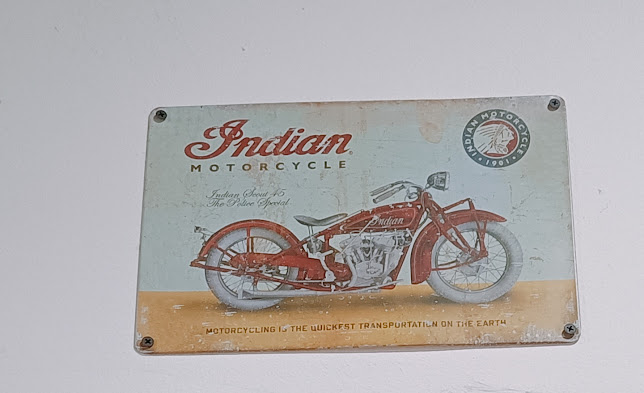 Indian
MOTORCYCLE
INDIAN MOTORCYCLE
1901
Indian Scout 45
The Police Special
Indian
MOTORCYCLING IS THE QUICKEST TRANSPORTATION ON THE EARTH